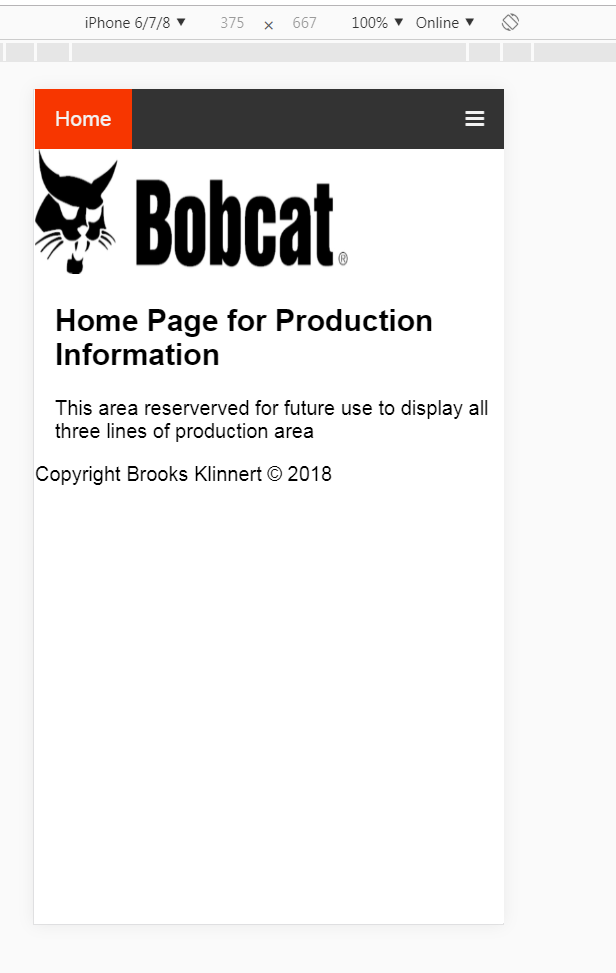 iPhone 6/7/8 ▼ 375 × 667 100% ▼ Online ▼
Home
Bobcat®
Home Page for Production
Information
This area reserverved for future use to display all
three lines of production area
Copyright Brooks Klinnert © 2018